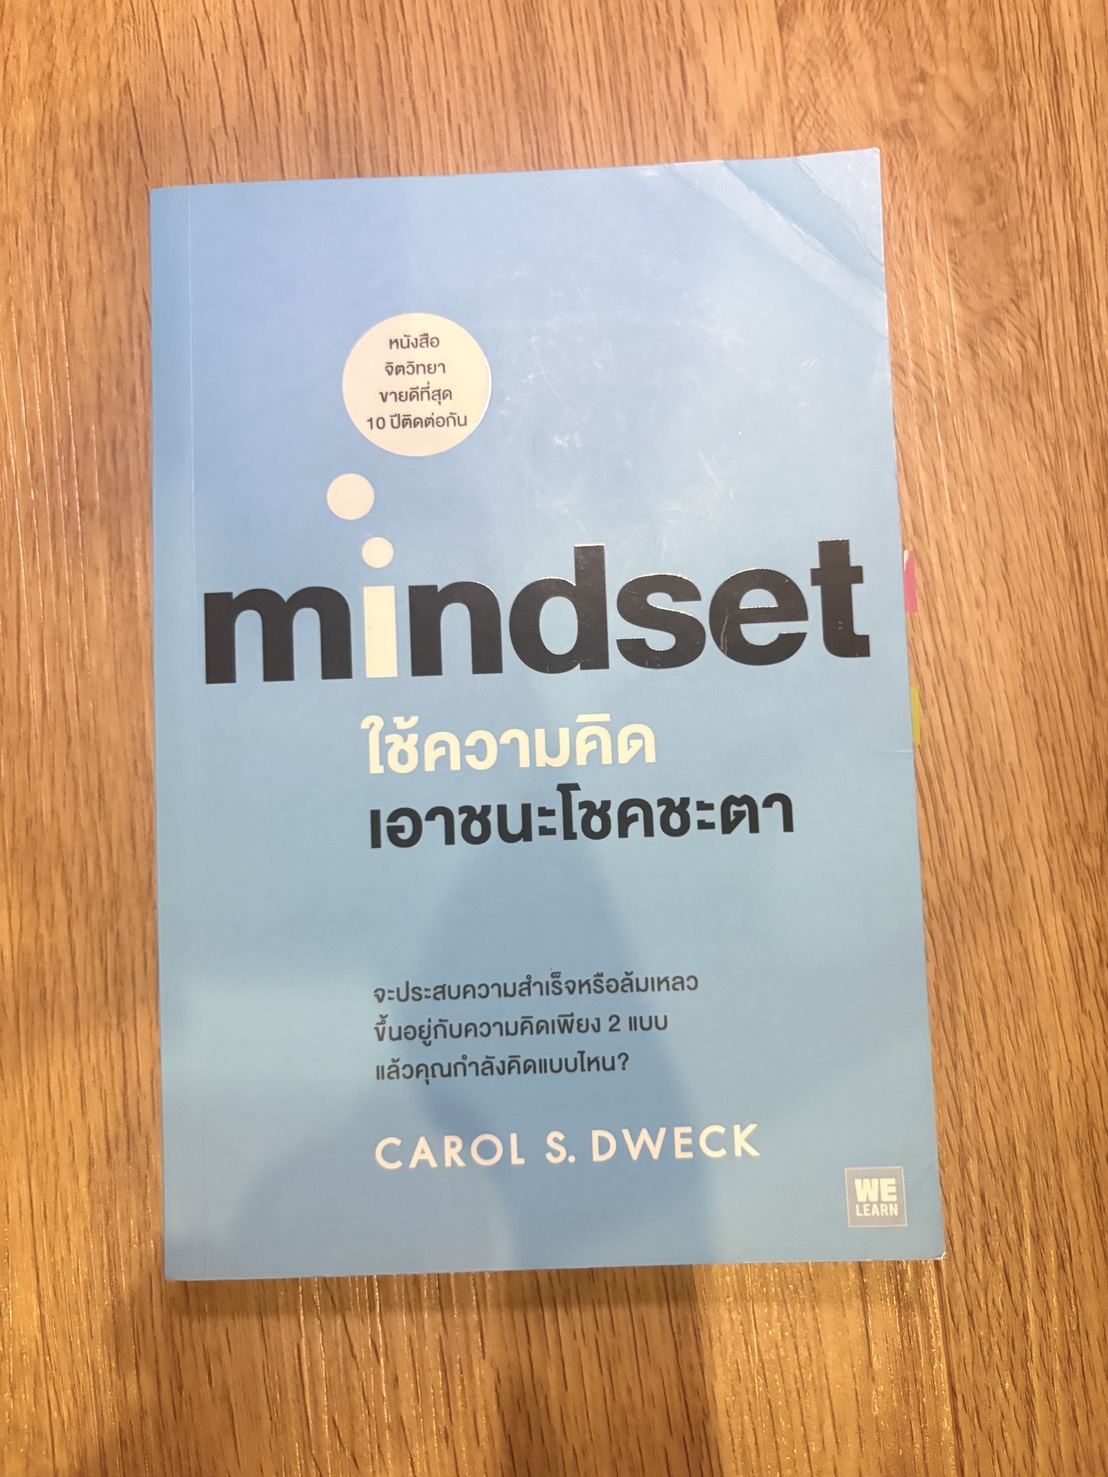 หนังสือ
จิตวิทยา
ขายดีที่สุด
10 ปีติดต่อกัน
mindset
ใช้ความคิด
เอาชนะโชคชะตา
จะประสบความสำเร็จหรือล้มเหลว
ขึ้นอยู่กับความคิดเพียง 2 แบบ
แล้วคุณกำลังคิดแบบไหน?
CAROL S. DWECK
WE
LEARN